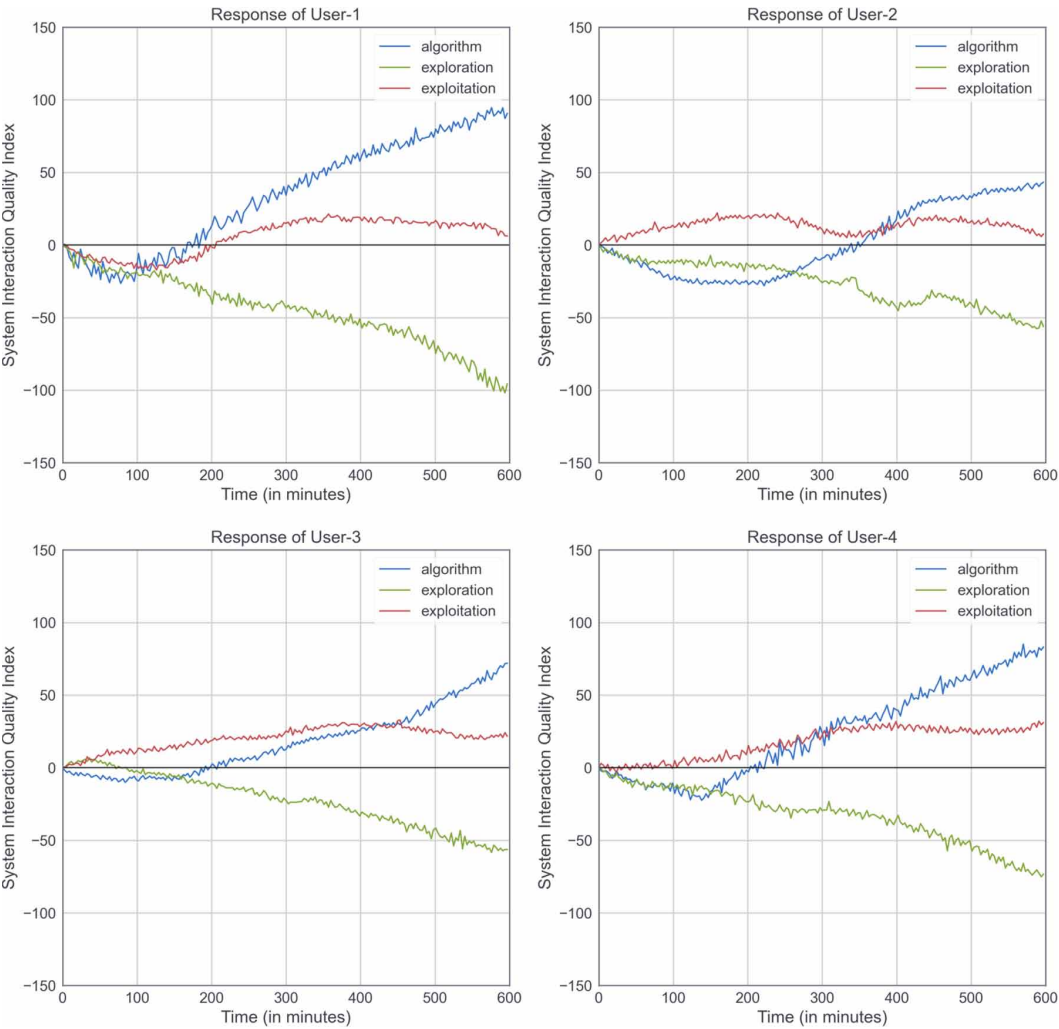 Response of User-1
150
100
50
0
−50
−100
−150
System Interaction Quality Index
algorithm
exploration
exploitation
0 100 200 300 400 500 600
Time (in minutes)
Response of User-2
150
100
50
0
−50
−100
−150
System Interaction Quality Index
algorithm
exploration
exploitation
0 100 200 300 400 500 600
Time (in minutes)
Response of User-3
150
100
50
0
−50
−100
−150
System Interaction Quality Index
algorithm
exploration
exploitation
0 100 200 300 400 500 600
Time (in minutes)
Response of User-4
150
100
50
0
−50
−100
−150
System Interaction Quality Index
algorithm
exploration
exploitation
0 100 200 300 400 500 600
Time (in minutes)